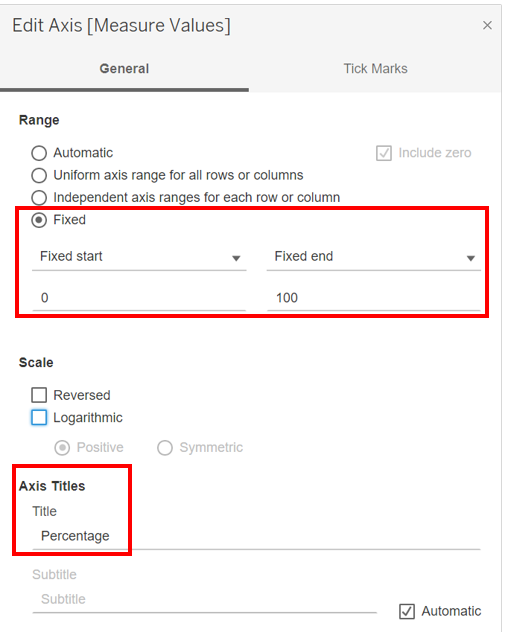 Edit Axis [Measure Values]
General Tick Marks
Range
Automatic Include zero
Uniform axis range for all rows or columns
Independent axis ranges for each row or column
Fixed
Fixed start Fixed end
0 100
Scale
Reversed
Logarithmic
Positive Symmetric
Axis Titles
Title
Percentage
Subtitle
Subtitle
Automatic